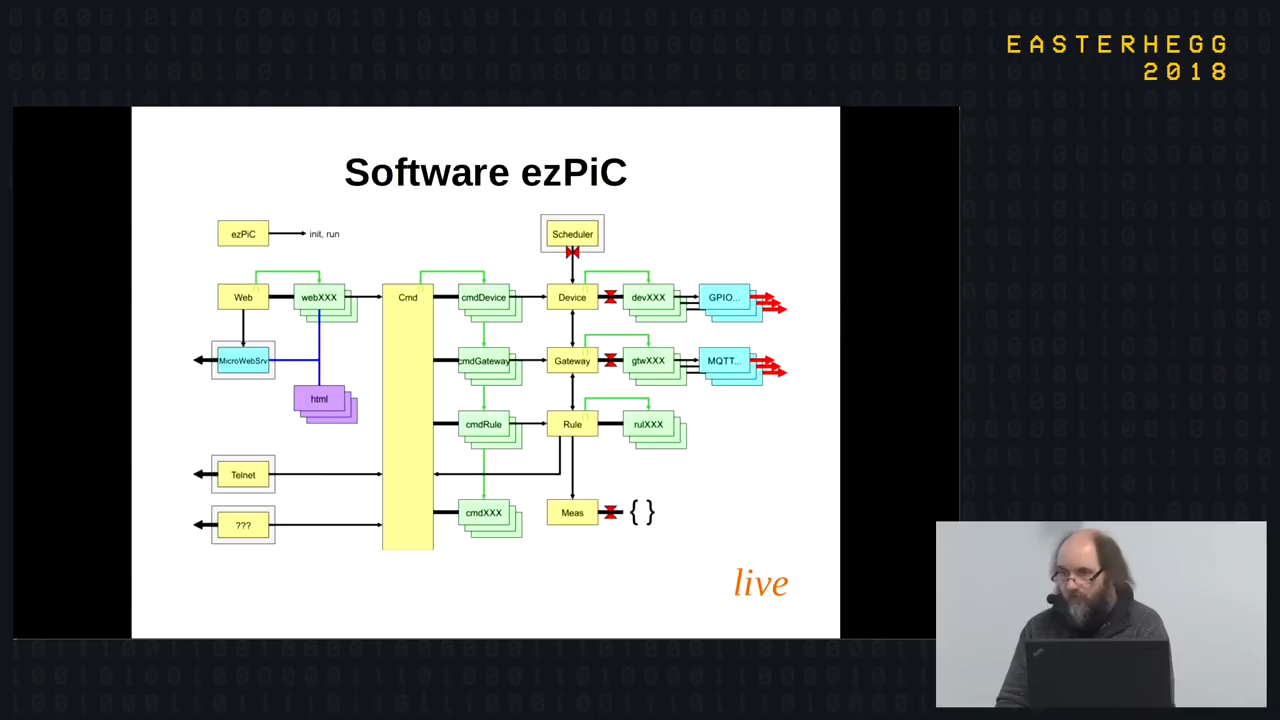 EASTERHEGG
2018
Software ezPiC
ezPiC
init, run
Scheduler
Web
webXXX
Cmd
cmdDevice
Device
devXXX
GPIO...
MicroWebSrv
cmdGateway
Gateway
gtwXXX
MQTT...
html
cmdRule
Rule
rulXXX
Telnet
???
cmdXXX
Meas
{ }
live